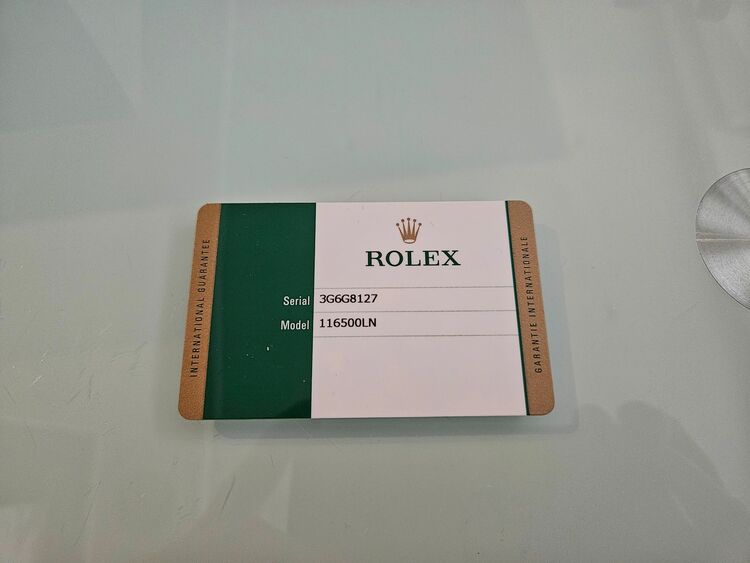 INTERNATIONAL GUARANTEE
ROLEX
Serial 3G6G8127
Model 116500LN
GARANTIE INTERNATIONALE